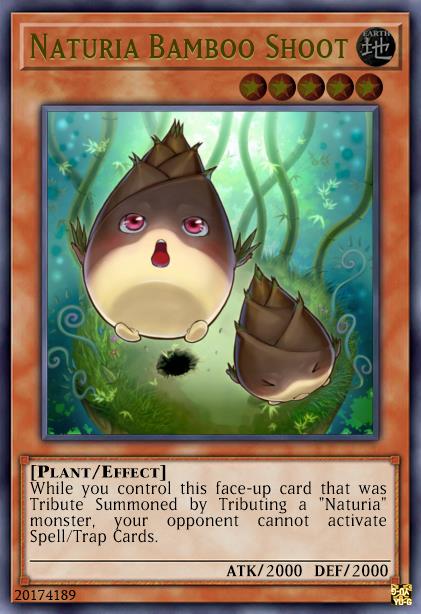 NATURIA BAMBOO SHOOT
EARTH
地
[PLANT/EFFECT]
While you control this face-up card that was
Tribute Summoned by Tributing a "Naturia"
monster, your opponent cannot activate
Spell/Trap Cards.
ATK/2000 DEF/2000
20174189